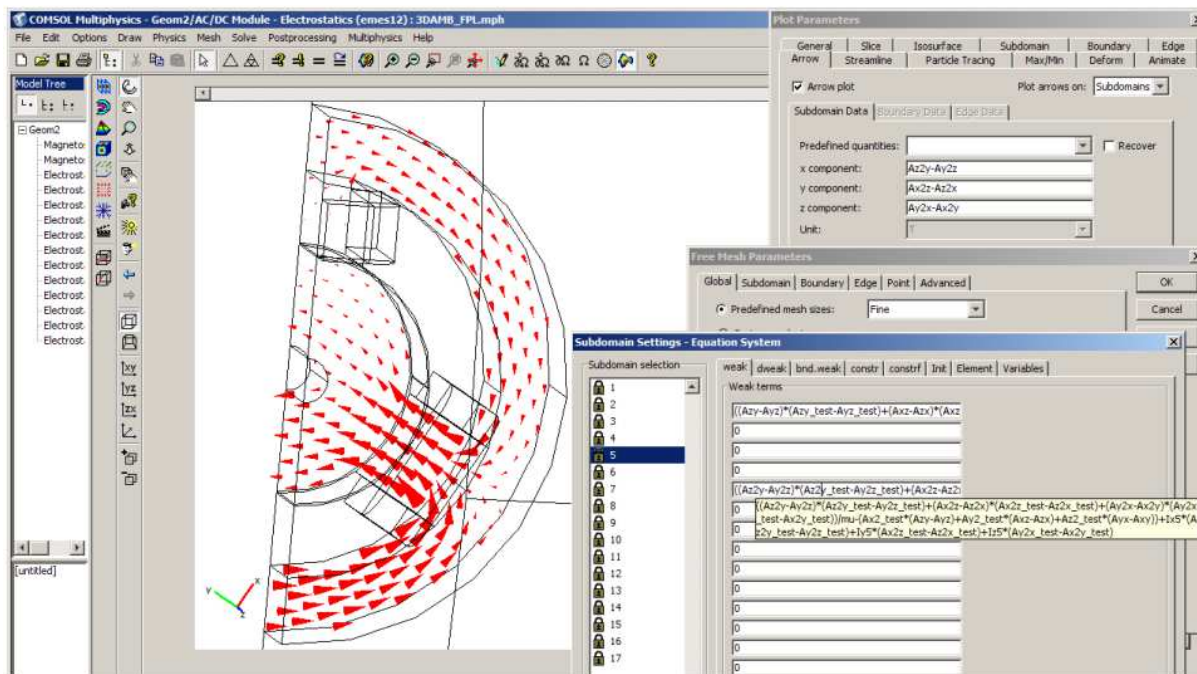 COMSOL Multiphysics - Geom2/AC/DC Module - Electrostatics (emes12) : 3DAMB_FPL.mph
File Edit Options Draw Physics Mesh Solve Postprocessing Multiphysics Help
Model Tree
Geom2
Magneto
Magneto
Electrost
Electrost
Electrost
Electrost
Electrost
Electrost
Electrost
Electrost
Electrost
Electrost
Electrost
Electrost
[untitled]
xy
yz
zx
y
x
z
Plot Parameters
General Slice Isosurface Subdomain Boundary Edge
Arrow Streamline Particle Tracing Max/Min Deform Animate
Arrow plot Plot arrows on: Subdomains
Subdomain Data Boundary Data Edge Data
Predefined quantities: Recover
x component: Az2y-Ay2z
y component: Ax2z-Az2x
z component: Ay2x-Ax2y
Unit: T
Free Mesh Parameters
Global Subdomain Boundary Edge Point Advanced
OK
Predefined mesh sizes: Fine
Cancel
Subdomain Settings - Equation System
Subdomain selection
1
2
3
4
5
6
7
8
9
10
11
12
13
14
15
16
17
weak dweak bnd.weak constr constrf Init Element Variables
Weak terms
((Azy-Ayz)*(Azy_test-Ayz_test)+(Axz-Azx)*(Axz
0
0
0
((Az2y-Ay2z)*(Az2y_test-Ay2z_test)+(Ax2z-Az2
0
((Az2y-Ay2z)*(Az2y_test-Ay2z_test)+(Ax2z-Az2x)*(Ax2z_test-Az2x_test)+(Ay2x-Ax2y)*(Ay2x
_test-Ax2y_test))/mu-(Ax2_test*(Azy-Ayz)+Ay2_test*(Axz-Azx)+Az2_test*(Ayx-Axy))+Ix5*(A
z2y_test-Ay2z_test)+Iy5*(Ax2z_test-Az2x_test)+Iz5*(Ay2x_test-Ax2y_test)
0
0
0
0
0
0
0
0